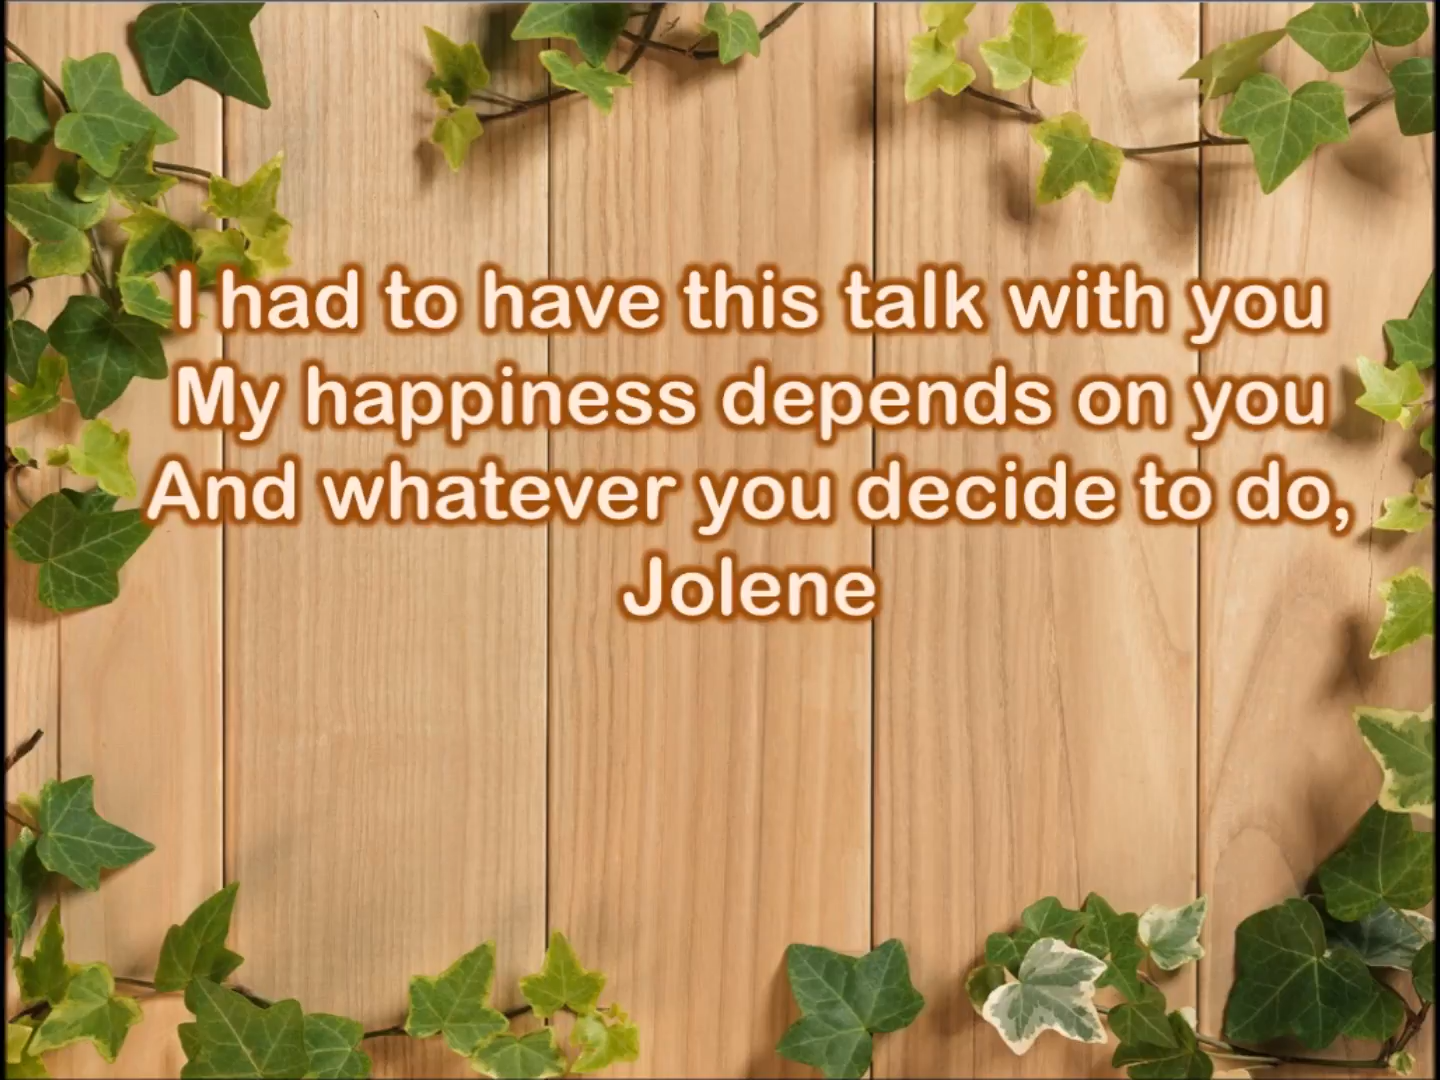 I had to have this talk with you
My happiness depends on you
And whatever you decide to do,
Jolene